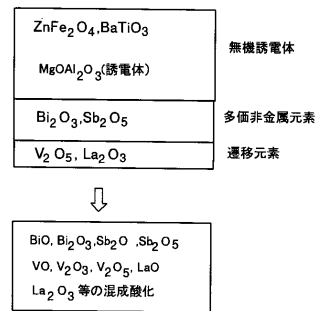 ZnFe2O4,BaTiO3
無機誘電体
MgOAl2O3(誘電体)
Bi2O3,Sb2O5
多価非金属元素
V2O5, La2O3
遷移元素
BiO, Bi2O3,Sb2O ,Sb2O5
VO, V2O3, V2O5, LaO
La2O3 等の混成酸化